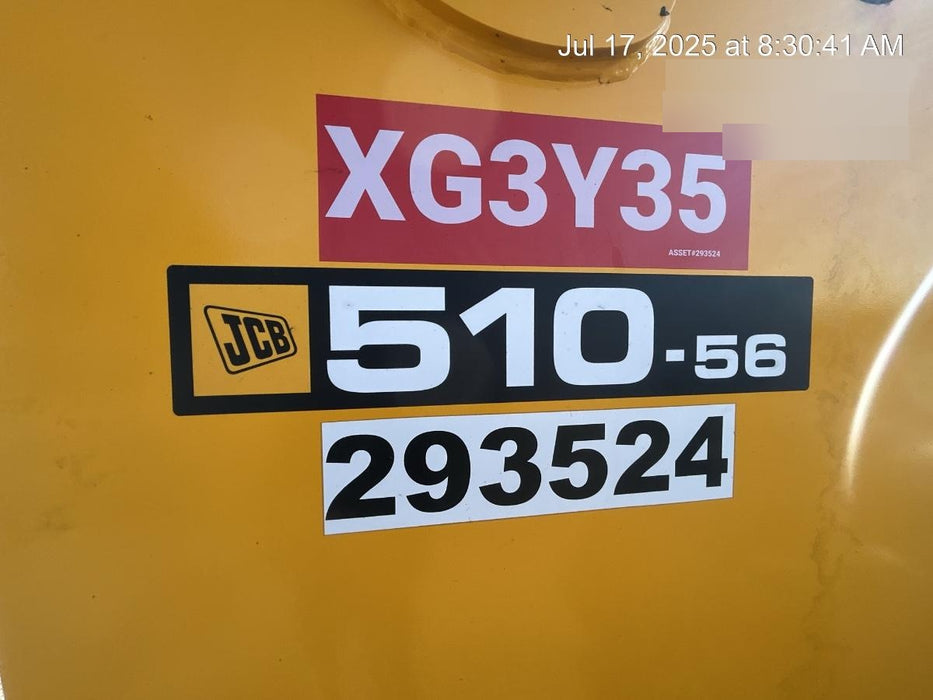 Jul 17, 2025 at 8:30:41 AM
XG3Y35
ASSET#293524
JCB 510-56
293524